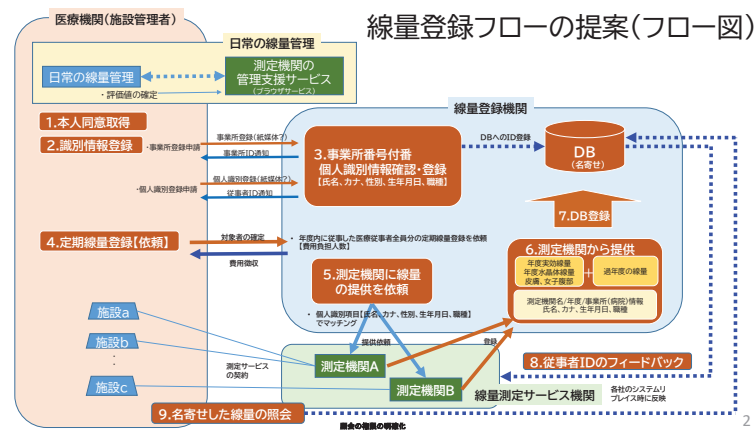 線量登録フローの提案(フロー図)
医療機関(施設管理者)
日常の線量管理
日常の線量管理
測定機関の
管理支援サービス
(ブラウザサービス)
・評価値の確定
線量登録機関
1.本人同意取得
2.識別情報登録
・事業所登録申請
事業所登録(紙媒体?)
事業所ID通知
・個人識別登録申請
個人識別登録(紙媒体?)
従事者ID通知
3.事業所番号付番
個人識別情報確認・登録
【氏名、カナ、性別、生年月日、職種】
DBへのID登録
DB
(名寄せ)
7.DB登録
4.定期線量登録【依頼】
対象者の確定
費用徴収
・ 年度内に従事した医療従事者全員分の定期線量登録を依頼
【費用負担人数】
5.測定機関に線量
の提供を依頼
・ 個人識別項目【氏名、カナ、性別、生年月日、職種】
でマッチング
6.測定機関から提供
年度実効線量
年度水晶体線量
皮膚、女子腹部
+
過年度の線量
測定機関名/年度/事業所(病院)情報
氏名、カナ、生年月日、職種
施設a
施設b
:
施設c
測定サービス
の契約
提供依頼
登録
測定機関A
測定機関B
線量測定サービス機関
8.従事者IDのフィードバック
各社のシステムリ
プレイス時に反映
9.名寄せした線量の照会
照会の権限の明確化
2